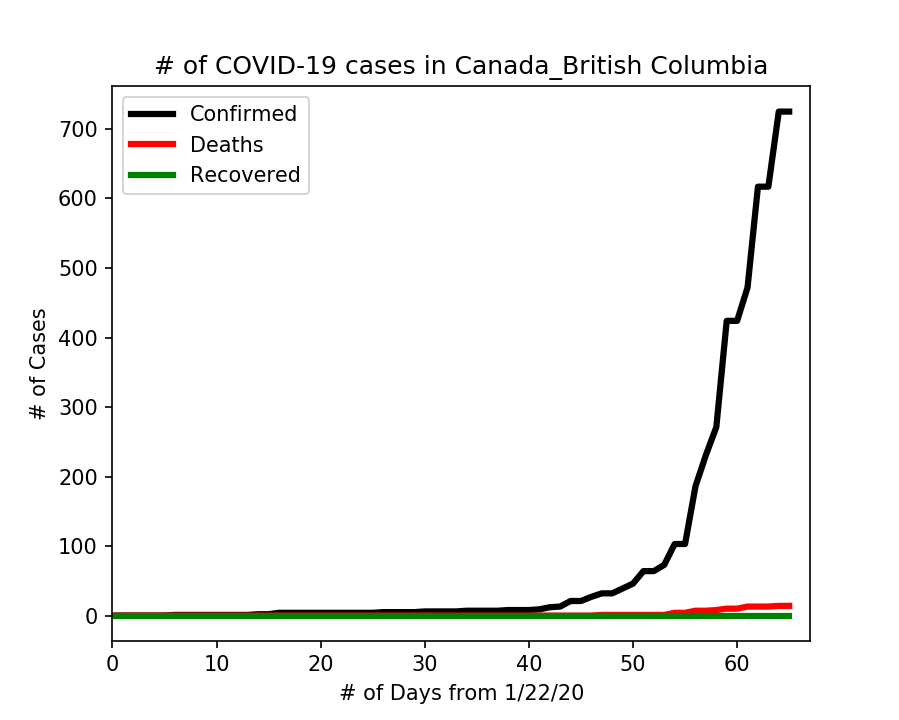 # of COVID-19 cases in Canada_British Columbia
Confirmed
Deaths
Recovered
# of Cases
700
600
500
400
300
200
100
0
0 10 20 30 40 50 60
# of Days from 1/22/20